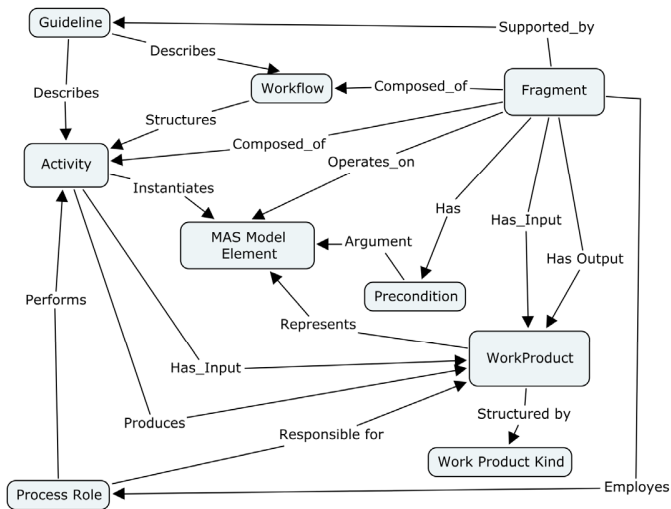 Guideline
Supported_by
Describes
Workflow
Composed_of
Fragment
Describes
Structures
Composed_of
Activity
Operates_on
Instantiates
Has
Has_Input
MAS Model
Element
Argument
Has Output
Precondition
Performs
Represents
WorkProduct
Has_Input
Structured by
Produces
Responsible for
Work Product Kind
Process Role
Employes